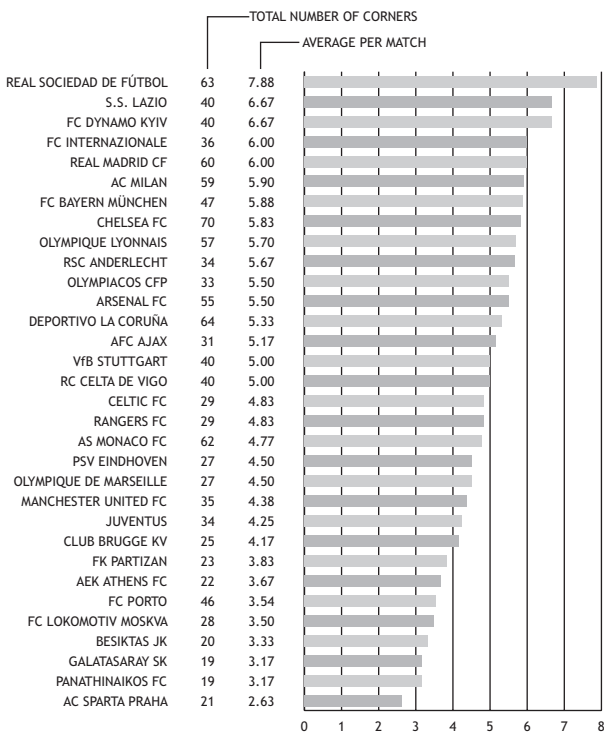 TOTAL NUMBER OF CORNERS
AVERAGE PER MATCH
REAL SOCIEDAD DE FÚTBOL 63 7.88
S.S. LAZIO 40 6.67
FC DYNAMO KYIV 40 6.67
FC INTERNAZIONALE 36 6.00
REAL MADRID CF 60 6.00
AC MILAN 59 5.90
FC BAYERN MÜNCHEN 47 5.88
CHELSEA FC 70 5.83
OLYMPIQUE LYONNAIS 57 5.70
RSC ANDERLECHT 34 5.67
OLYMPIACOS CFP 33 5.50
ARSENAL FC 55 5.50
DEPORTIVO LA CORUÑA 64 5.33
AFC AJAX 31 5.17
VfB STUTTGART 40 5.00
RC CELTA DE VIGO 40 5.00
CELTIC FC 29 4.83
RANGERS FC 29 4.83
AS MONACO FC 62 4.77
PSV EINDHOVEN 27 4.50
OLYMPIQUE DE MARSEILLE 27 4.50
MANCHESTER UNITED FC 35 4.38
JUVENTUS 34 4.25
CLUB BRUGGE KV 25 4.17
FK PARTIZAN 23 3.83
AEK ATHENS FC 22 3.67
FC PORTO 46 3.54
FC LOKOMOTIV MOSKVA 28 3.50
BESIKTAS JK 20 3.33
GALATASARAY SK 19 3.17
PANATHINAIKOS FC 19 3.17
AC SPARTA PRAHA 21 2.63
0 1 2 3 4 5 6 7 8